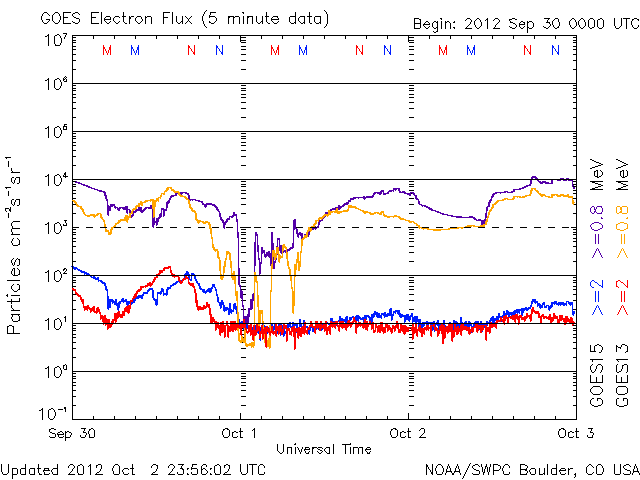 GOES Electron Flux (5 minute data)
Begin: 2012 Sep 30 0000 UTC
M M N N M M N N M M N N
10⁷
10⁶
10⁵
10⁴
10³
10²
10¹
10⁰
10⁻¹
Particles cm⁻²s⁻¹sr⁻¹
Sep 30 Oct 1 Oct 2 Oct 3
Universal Time
GOES15 >=2 >=0.8 MeV
GOES13 >=2 >=0.8 MeV
Updated 2012 Oct 2 23:56:02 UTC
NOAA/SWPC Boulder, CO USA